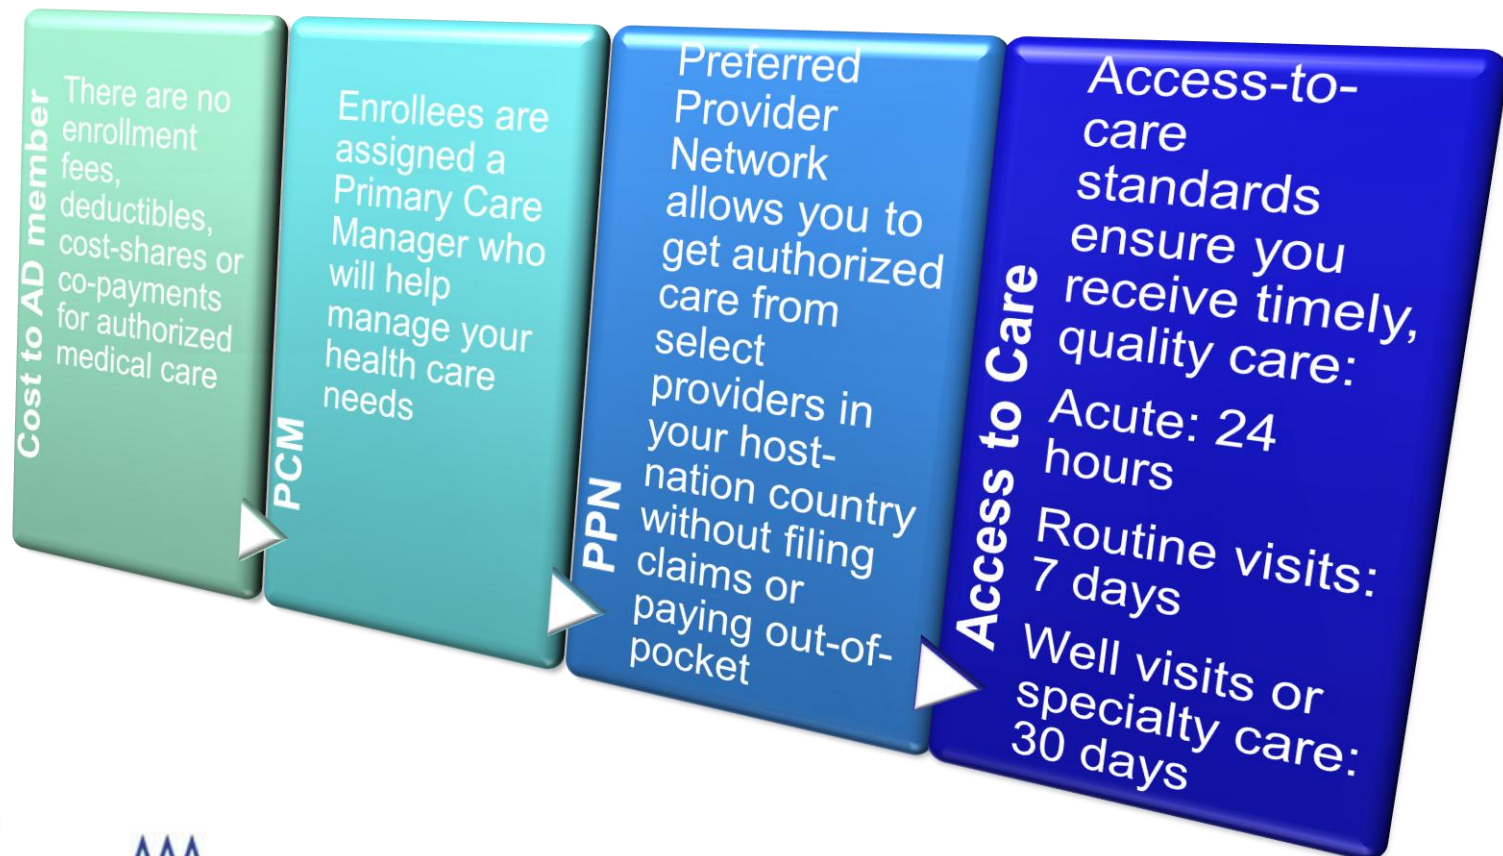 Cost to AD member
There are no
enrollment
fees,
deductibles,
cost-shares or
co-payments
for authorized
medical care
PCM
Enrollees are
assigned a
Primary Care
Manager who
will help
manage your
health care
needs
PPN
Preferred
Provider
Network
allows you to
get authorized
care from
select
providers in
your host-
nation country
without filing
claims or
paying out-of-
pocket
Access to Care
Access-to-
care
standards
ensure you
receive timely,
quality care:
Acute: 24
hours
Routine visits:
7 days
Well visits or
specialty care:
30 days